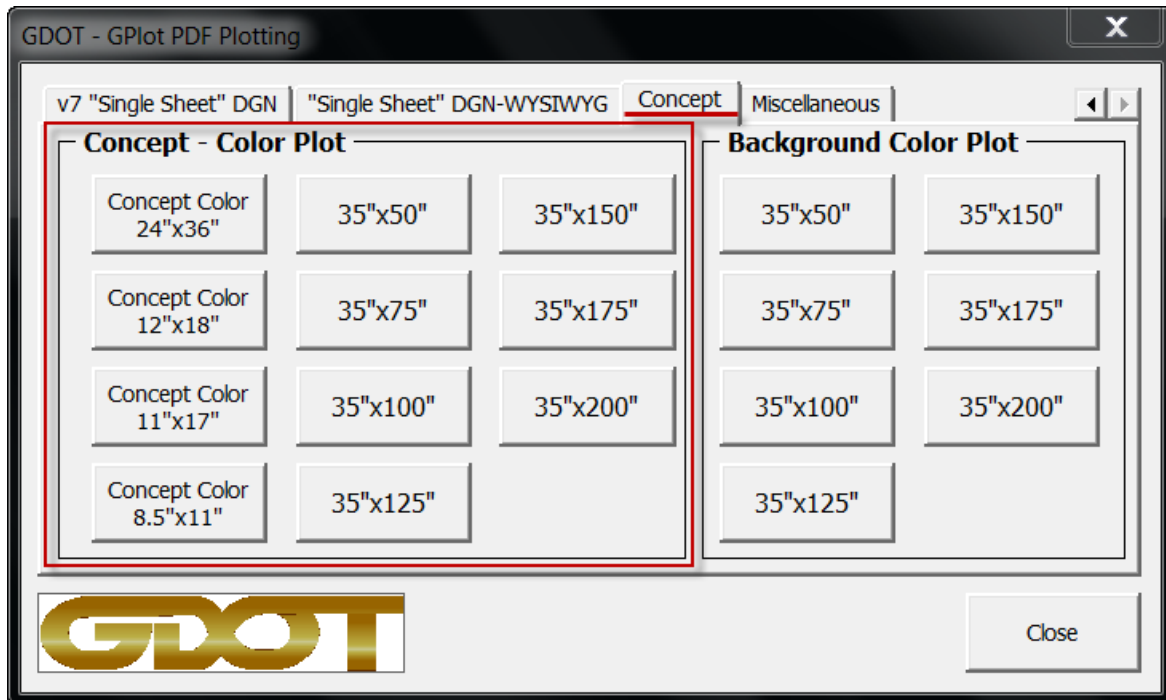 GDOT - GPlot PDF Plotting
X
v7 "Single Sheet" DGN
"Single Sheet" DGN-WYSIWYG
Concept
Miscellaneous
Concept - Color Plot
Concept Color
24"x36"
35"x50"
35"x150"
Concept Color
12"x18"
35"x75"
35"x175"
Concept Color
11"x17"
35"x100"
35"x200"
Concept Color
8.5"x11"
35"x125"
Background Color Plot
35"x50"
35"x150"
35"x75"
35"x175"
35"x100"
35"x200"
35"x125"
GDOT
Close